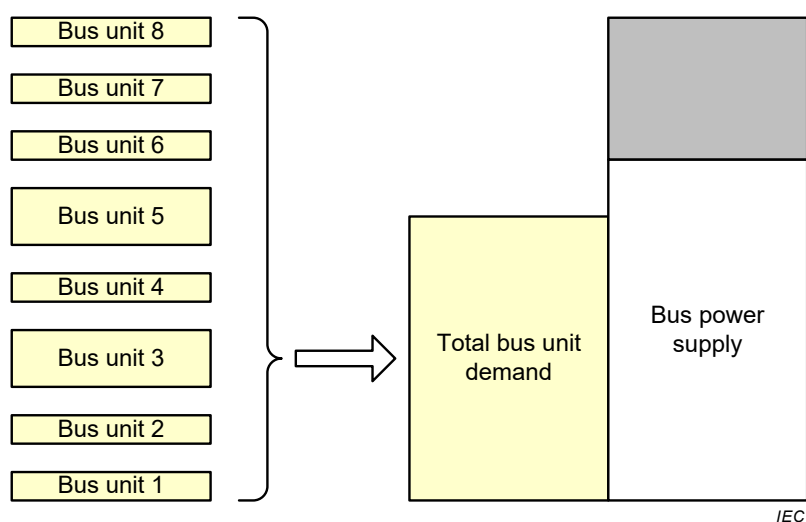 Bus unit 8
Bus unit 7
Bus unit 6
Bus unit 5
Bus unit 4
Bus unit 3
Bus unit 2
Bus unit 1
Total bus unit
demand
Bus power
supply
IEC